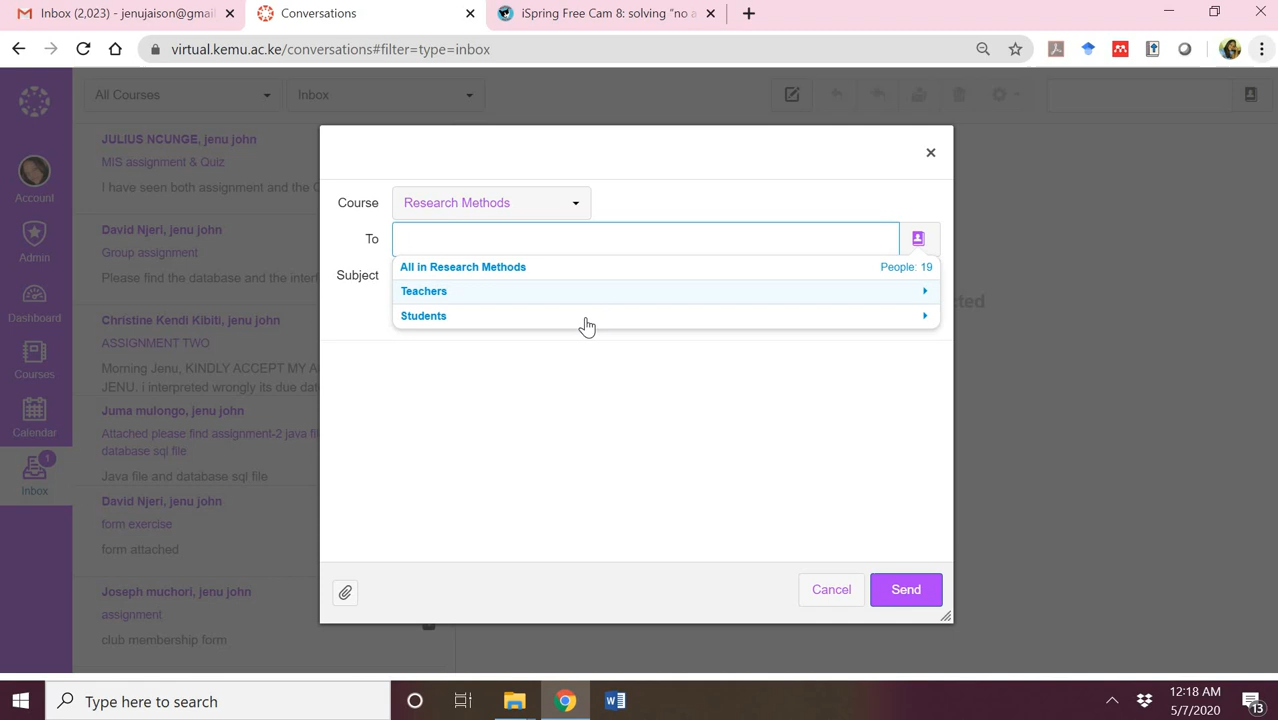 Inbox (2,023) - jenujaison@gmai
Conversations
iSpring Free Cam 8: solving "no a
virtual.kemu.ac.ke/conversations#filter=type=inbox
All Courses
Inbox
Account
Admin
Dashboard
Courses
Calendar
1
Inbox
JULIUS NCUNGE, jenu john
MIS assignment & Quiz
I have seen both assignment and the C
David Njeri, jenu john
Group assignment
Please find the database and the interf
Christine Kendi Kibiti, jenu john
ASSIGNMENT TWO
Morning Jenu, KINDLY ACCEPT MY A
JENU. i interpreted wrongly its due dat
Juma mulongo, jenu john
Attached please find assignment-2 java fi
database sql file
Java file and database sql file
David Njeri, jenu john
form exercise
form attached
Joseph muchori, jenu john
assignment
club membership form
Course
Research Methods
To
All in Research Methods
People: 19
Teachers
Students
Subject
ected
Cancel
Send
Type here to search
12:18 AM
5/7/2020
13